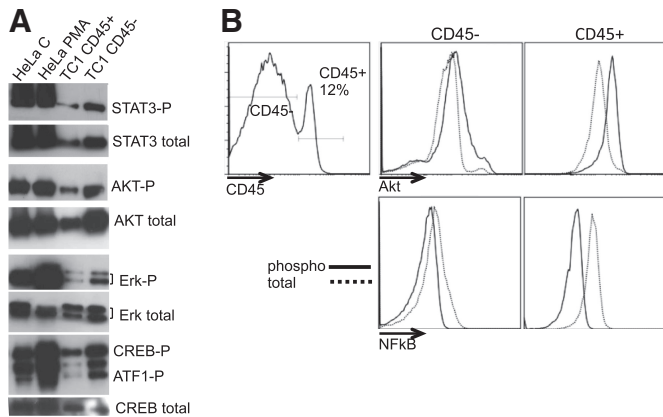 A
HeLa C
HeLa PMA
TC1 CD45+
TC1 CD45-
STAT3-P
STAT3 total
AKT-P
AKT total
Erk-P
Erk total
CREB-P
ATF1-P
CREB total
B
CD45-
CD45+
CD45+
12%
CD45-
CD45
Akt
phospho
total
NFkB